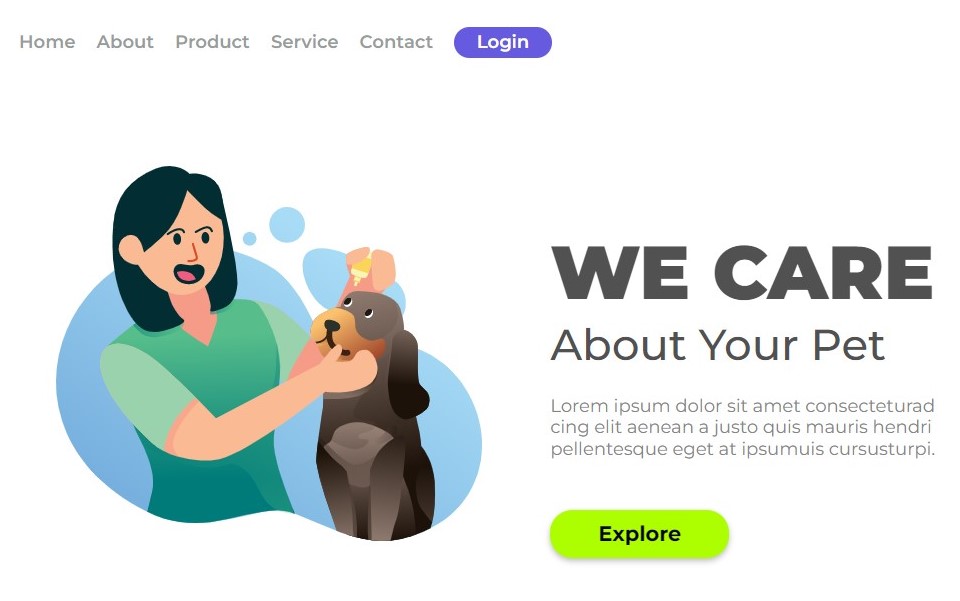 Home About Product Service Contact Login
WE CARE
About Your Pet
Lorem ipsum dolor sit amet consecteturad
cing elit aenean a justo quis mauris hendri
pellentesque eget at ipsumuis cursusturpi.
Explore